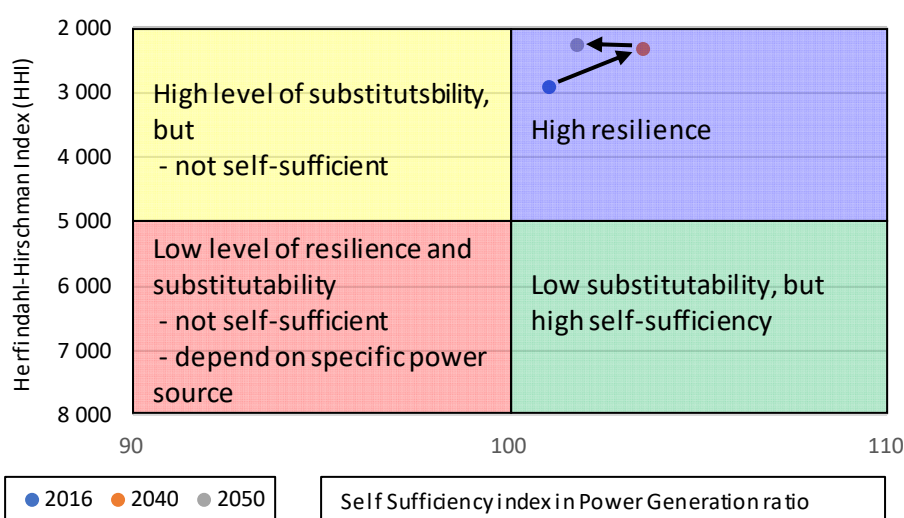 Herfindahl-Hirschman Index (HHI)
2 000
3 000
4 000
5 000
6 000
7 000
8 000
High level of substitutsbility,
but
- not self-sufficient
High resilience
Low level of resilience and
substitutability
- not self-sufficient
- depend on specific power
source
Low substitutability, but
high self-sufficiency
90
100
110
2016 2040 2050
Self Sufficiency index in Power Generation ratio